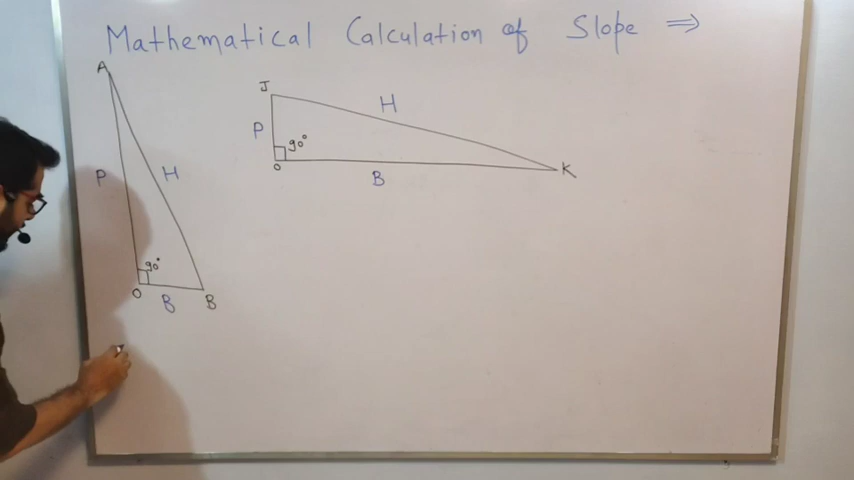 Mathematical Calculation of Slope ⇒
A
P
H
90°
O
B
B
J
H
P
90°
O
B
K